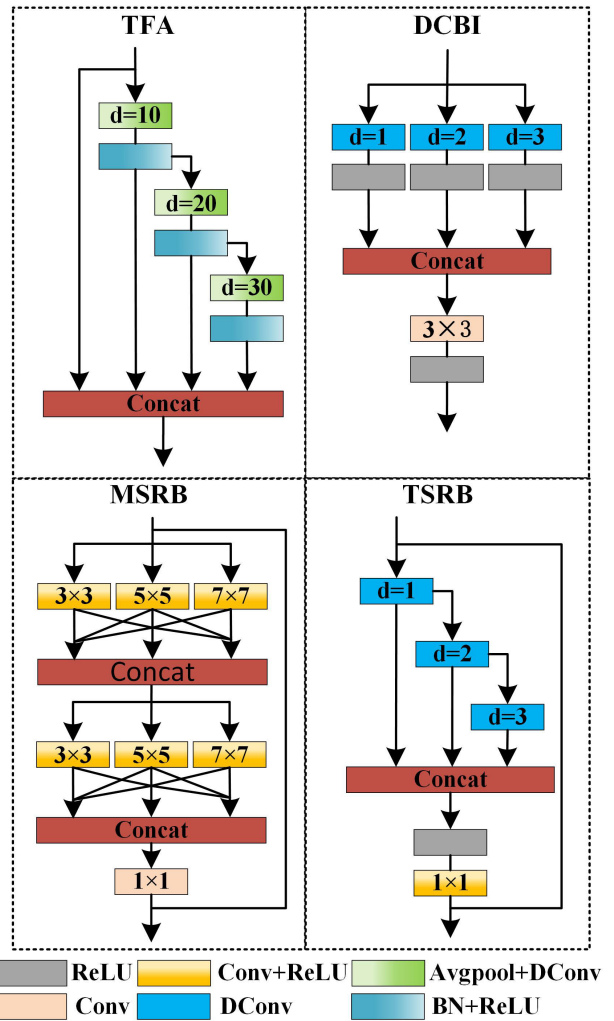 TFA
d=10
d=20
d=30
Concat
DCBI
d=1 d=2 d=3
Concat
3×3
MSRB
3×3 5×5 7×7
Concat
3×3 5×5 7×7
Concat
1×1
TSRB
d=1
d=2
d=3
Concat
1×1
ReLU Conv+ReLU Avgpool+DConv
Conv DConv BN+ReLU